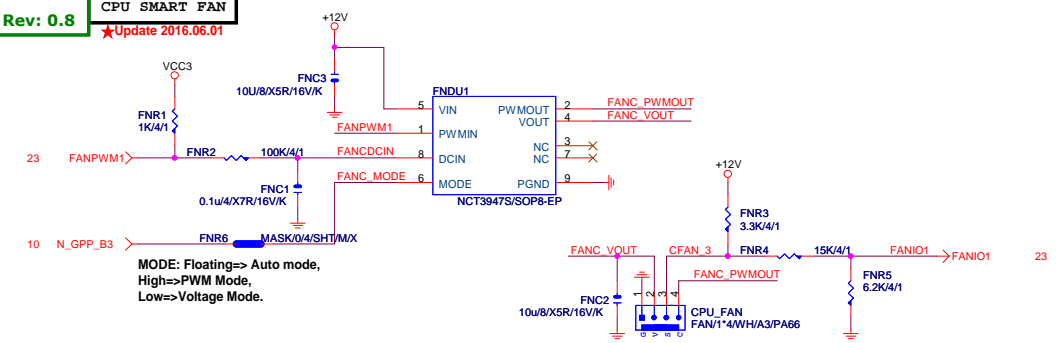 CPU SMART FAN
Rev: 0.8
★Update 2016.06.01
+12V
VCC3
FNC3
10U/8/X5R/16V/K
FNDU1
5 VIN
1 PWMIN
8 DCIN
6 MODE
PWMOUT 2
VOUT 4
NC 3
NC 7
PGND 9
NCT3947S/SOP8-EP
FANC_PWMOUT
FANC_VOUT
FNR1
1K/4/1
FANPWM1
23 FANPWM1
FNR2 100K/4/1
FANCDCIN
FANC_MODE
FNC1
0.1u/4/X7R/16V/K
10 N_GPP_B3
FNR6 MASK/0/4/SHT/M/X
MODE: Floating=> Auto mode,
High=>PWM Mode,
Low=>Voltage Mode.
+12V
FNR3
3.3K/4/1
FANC_VOUT
CFAN_3
FNR4 15K/4/1
FANIO1
FANIO1 23
FANC_PWMOUT
FNR5
6.2K/4/1
FNC2
10u/8/X5R/16V/K
1 2 3 4
G V S C
CPU_FAN
FAN/1*4/WH/A3/PA66